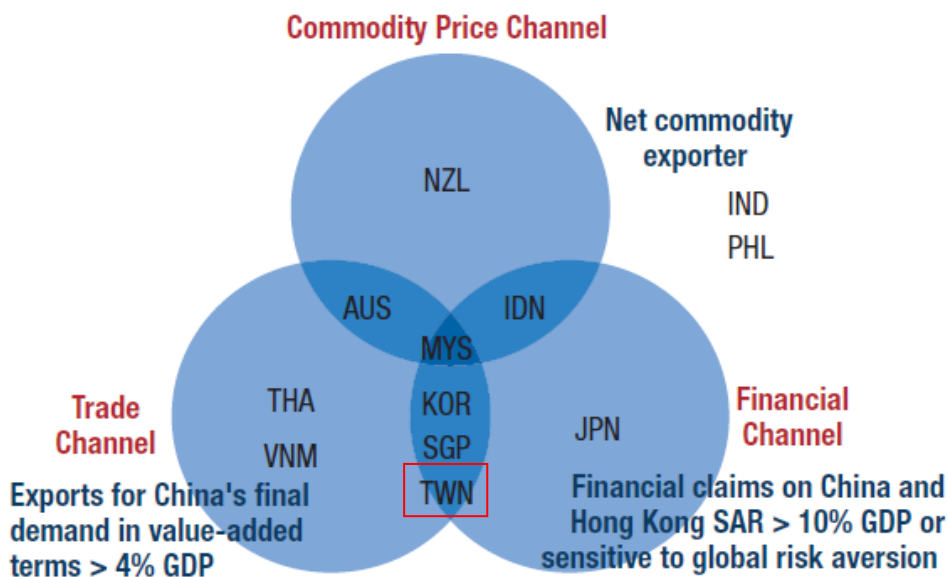 Commodity Price Channel
Net commodity
exporter
NZL
IND
PHL
AUS
IDN
MYS
THA
KOR
JPN
VNM
SGP
TWN
Trade
Channel
Financial
Channel
Exports for China's final
demand in value-added
terms > 4% GDP
Financial claims on China and
Hong Kong SAR > 10% GDP or
sensitive to global risk aversion